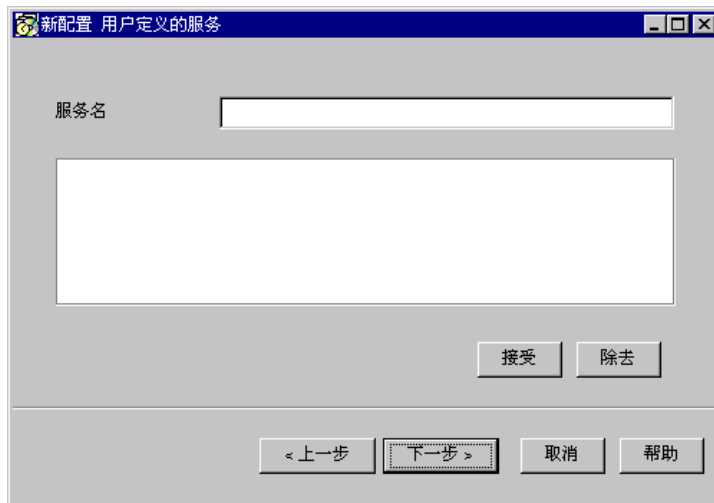 新配置 用户定义的服务
服务名
接受 除去
<上一步 下一步> 取消 帮助